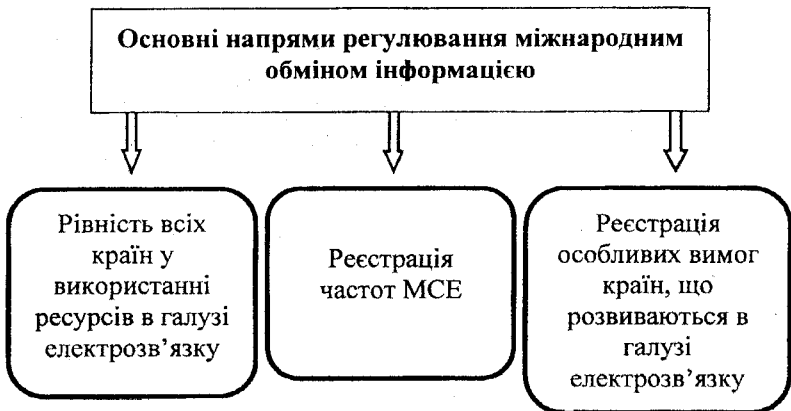 Основні напрями регулювання міжнародним
обміном інформацією
Рівність всіх
країн у
використанні
ресурсів в галузі
електрозв’язку
Реєстрація
частот МСЕ
Реєстрація
особливих вимог
країн, що
розвиваються в
галузі
електрозв’язку